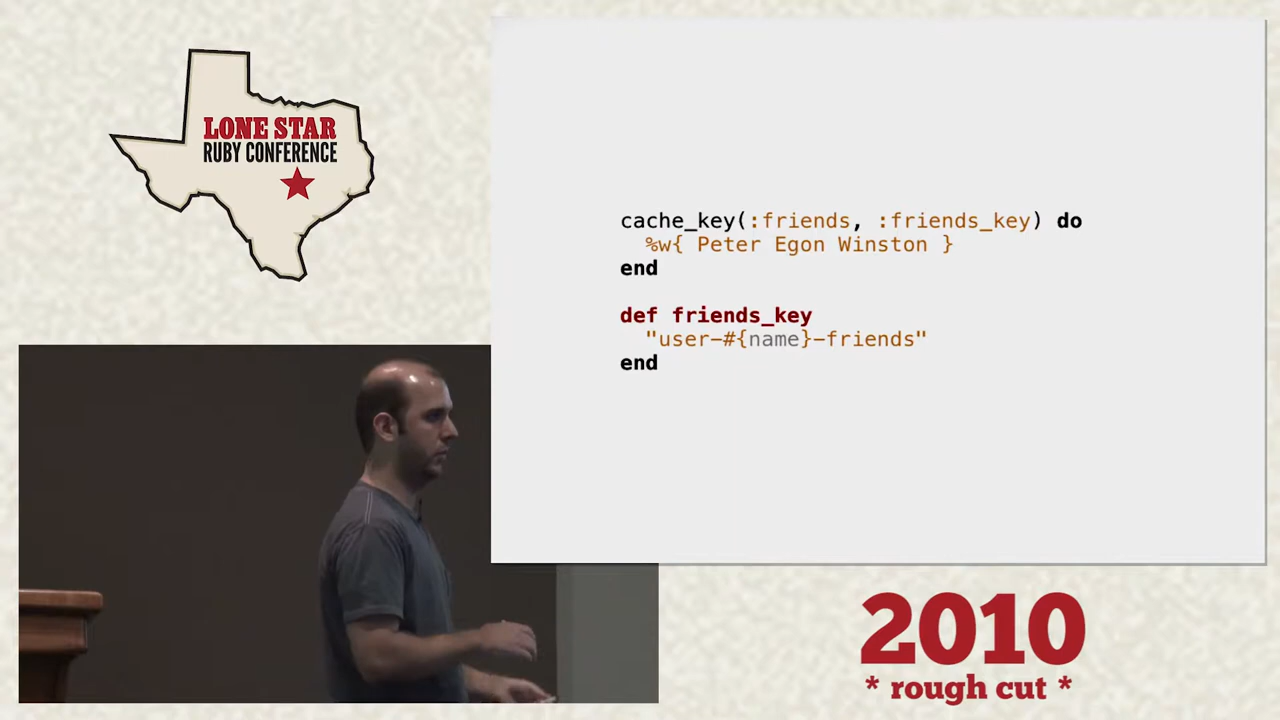 LONE STAR
RUBY CONFERENCE
cache_key(:friends, :friends_key) do
  %w{ Peter Egon Winston }
end
def friends_key
  "user-#{name}-friends"
end
2010
* rough cut *